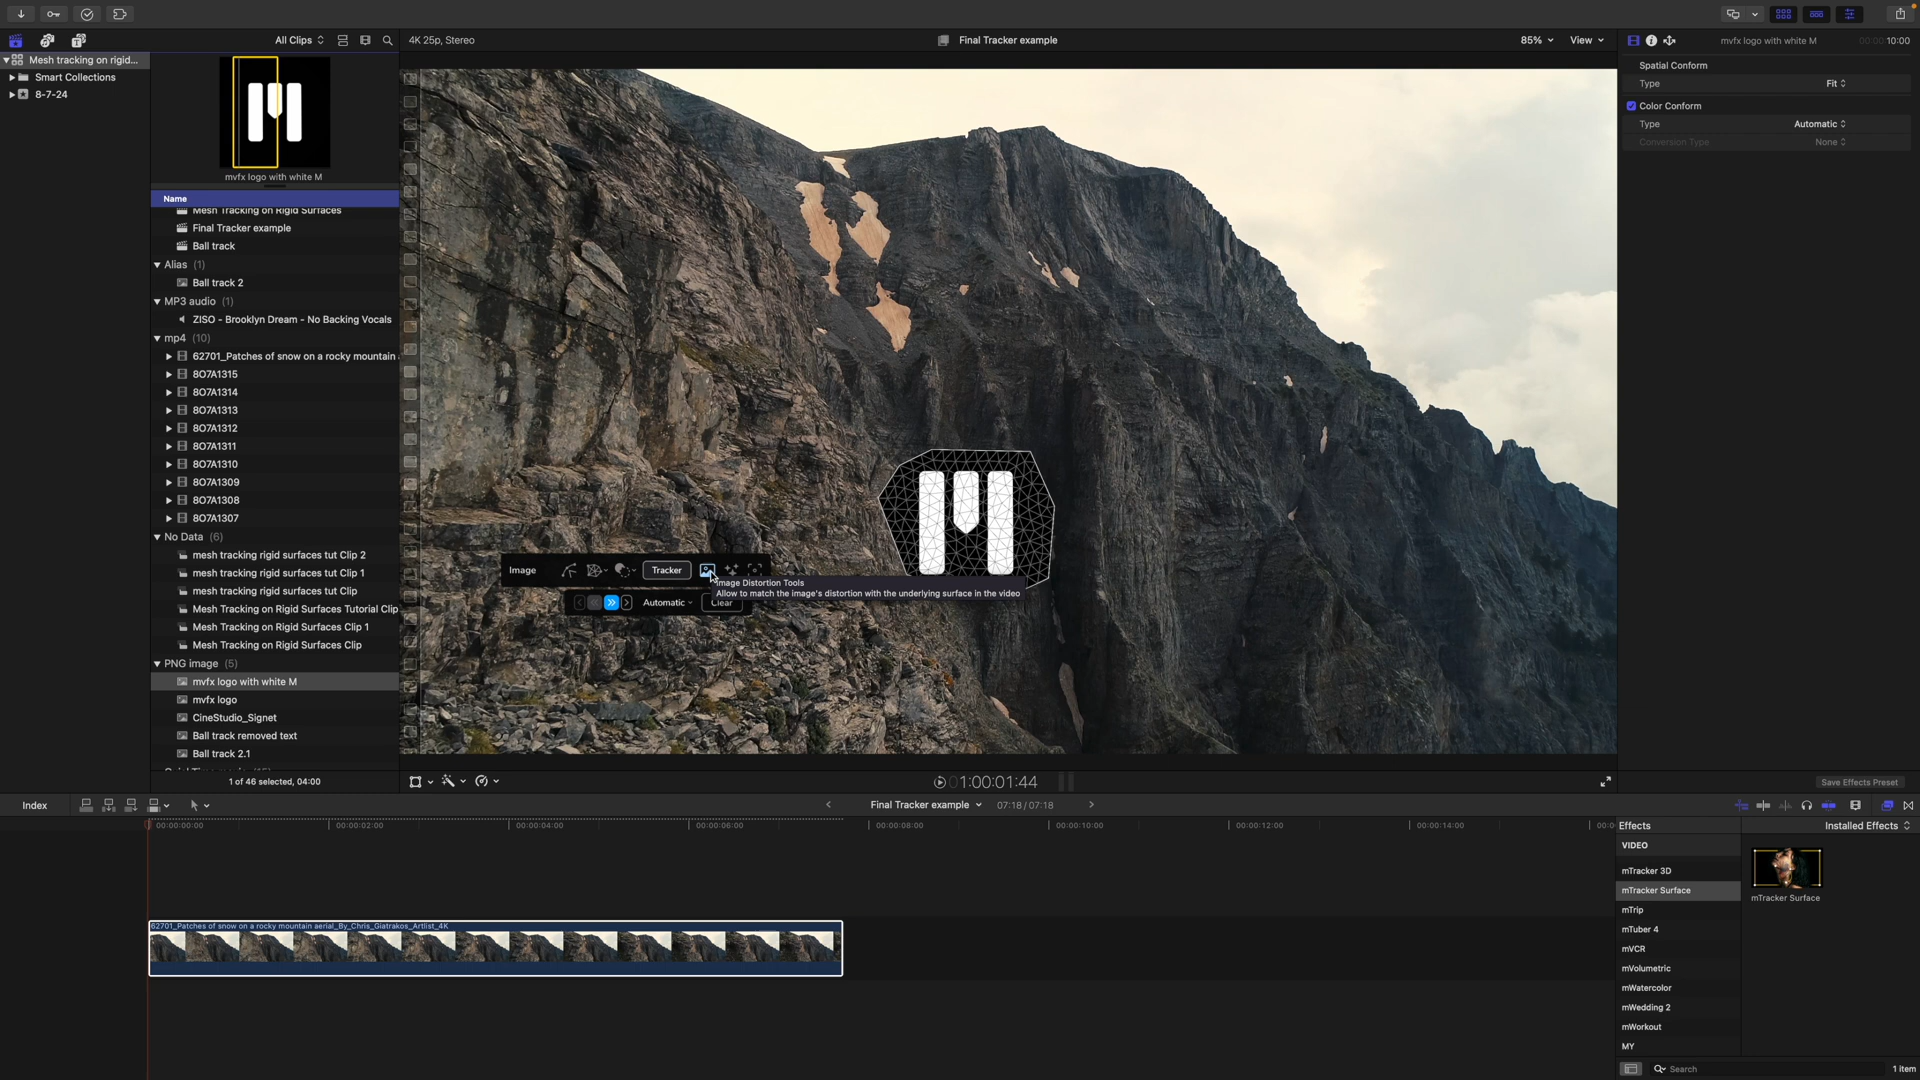 All Clips
4K 25p, Stereo
Final Tracker example
85%
View
mvfx logo with white M
10:00
Mesh tracking on rigid...
Smart Collections
8-7-24
mvfx logo with white M
Name
Mesh Tracking on Rigid Surfaces
Final Tracker example
Ball track
Alias (1)
Ball track 2
MP3 audio (1)
ZISO - Brooklyn Dream - No Backing Vocals
mp4 (10)
62701_Patches of snow on a rocky mountain
8O7A1315
8O7A1314
8O7A1313
8O7A1312
8O7A1311
8O7A1310
8O7A1309
8O7A1308
8O7A1307
No Data (6)
mesh tracking rigid surfaces tut Clip 2
mesh tracking rigid surfaces tut Clip 1
mesh tracking rigid surfaces tut Clip
Mesh Tracking on Rigid Surfaces Tutorial Clip
Mesh Tracking on Rigid Surfaces Clip 1
Mesh Tracking on Rigid Surfaces Clip
PNG image (5)
mvfx logo with white M
mvfx logo
CineStudio_Signet
Ball track removed text
Ball track 2.1
1 of 46 selected, 04:00
Image
Tracker
Image Distortion Tools
Allow to match the image's distortion with the underlying surface in the video
Automatic
Clear
01:00:01:44
Spatial Conform
Type Fit
Color Conform
Type Automatic
Conversion Type None
Save Effects Preset
Index
Final Tracker example
07:18 / 07:18
00:00:00:00
00:00:02:00
00:00:04:00
00:00:06:00
00:00:08:00
00:00:10:00
00:00:12:00
00:00:14:00
62701_Patches of snow on a rocky mountain aerial_By_Chris_Giatrakos_Artlist_4K
Effects
Installed Effects
VIDEO
mTracker 3D
mTracker Surface
mTrip
mTuber 4
mVCR
mVolumetric
mWatercolor
mWedding 2
mWorkout
MY
mTracker Surface
Search
1 item